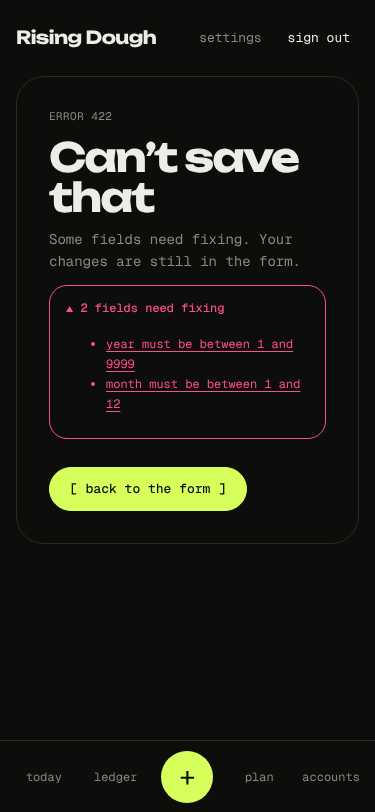 Rising Dough settings sign out
ERROR 422
Can’t save
that
Some fields need fixing. Your
changes are still in the form.
▲ 2 fields need fixing
• year must be between 1 and
9999
• month must be between 1 and
12
[ back to the form ]
today ledger + plan accounts